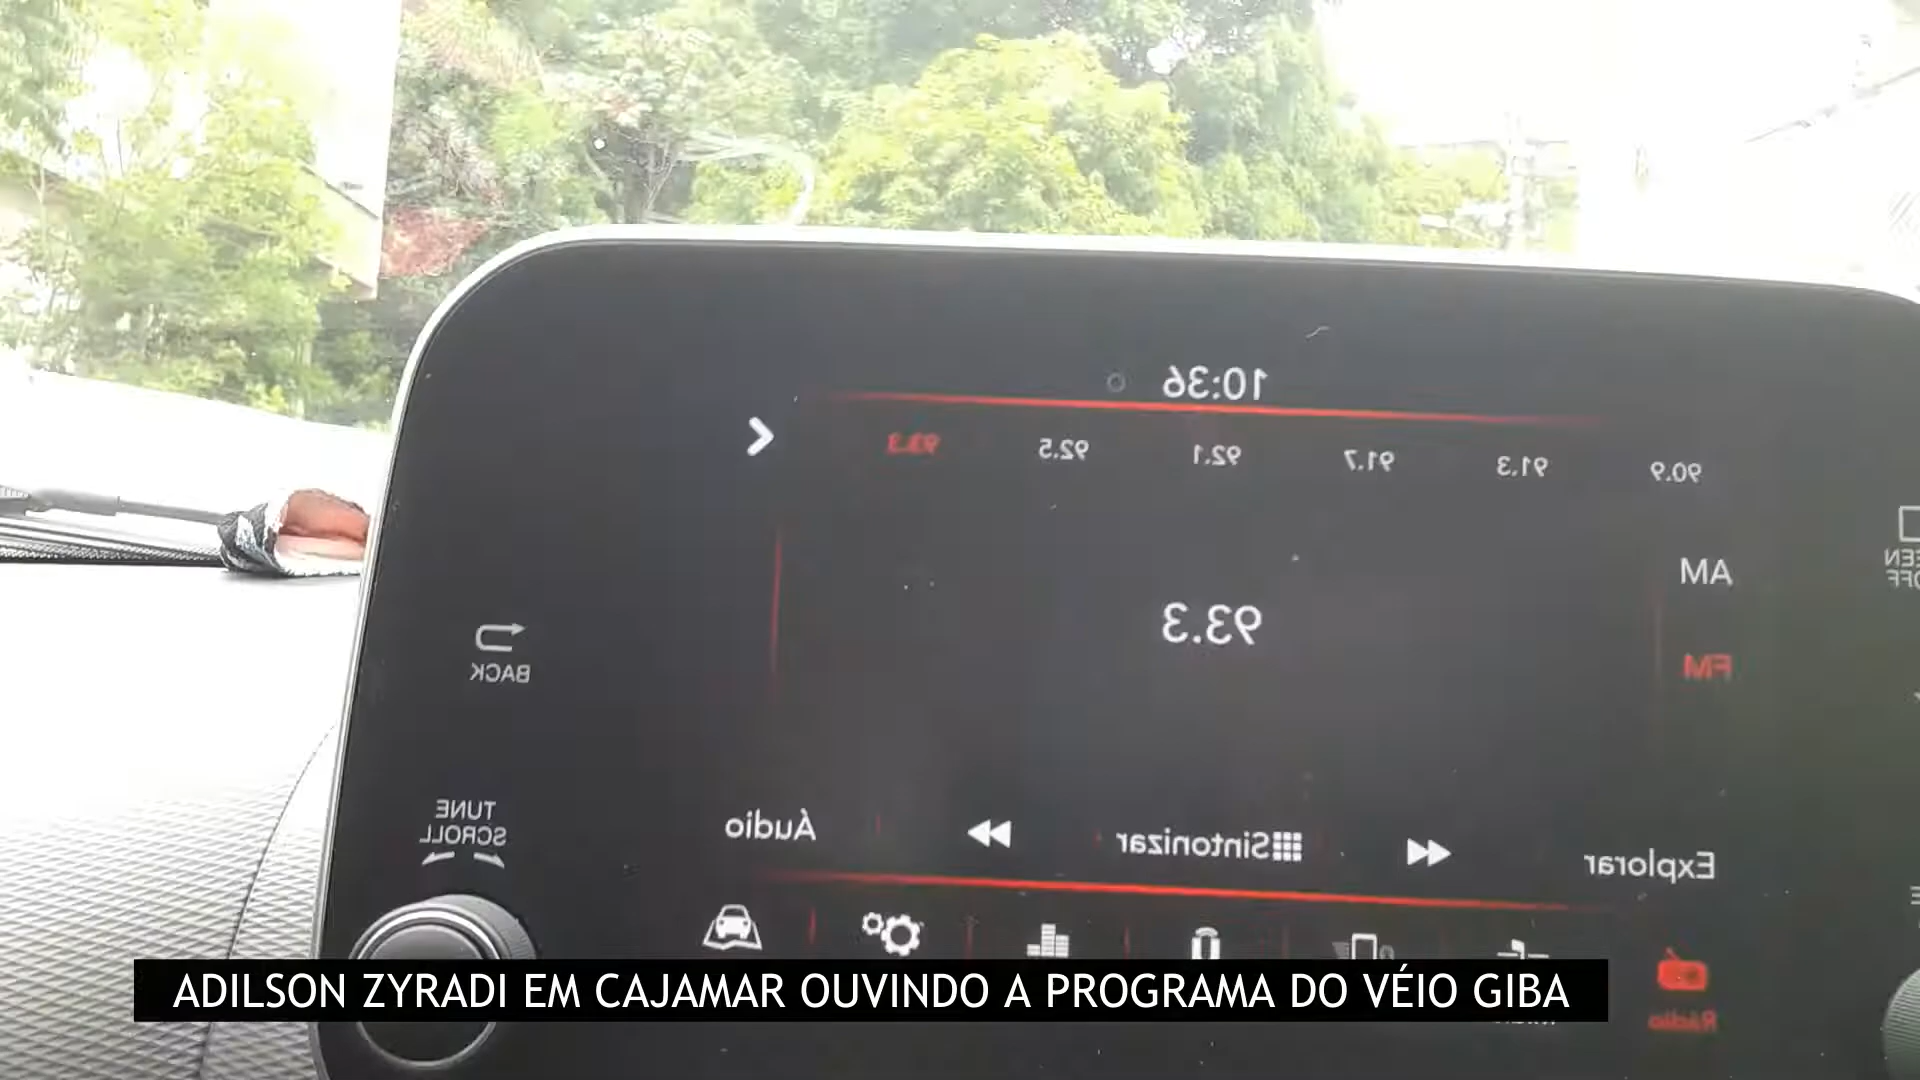 10:36
93.3 92.5 92.1 91.7 91.3 90.9
AM
93.3
FM
BACK
TUNE
SCROLL
Áudio
Sintonizar
Explorar
ADILSON ZYRADI EM CAJAMAR OUVINDO A PROGRAMA DO VÉIO GIBA
Rádio